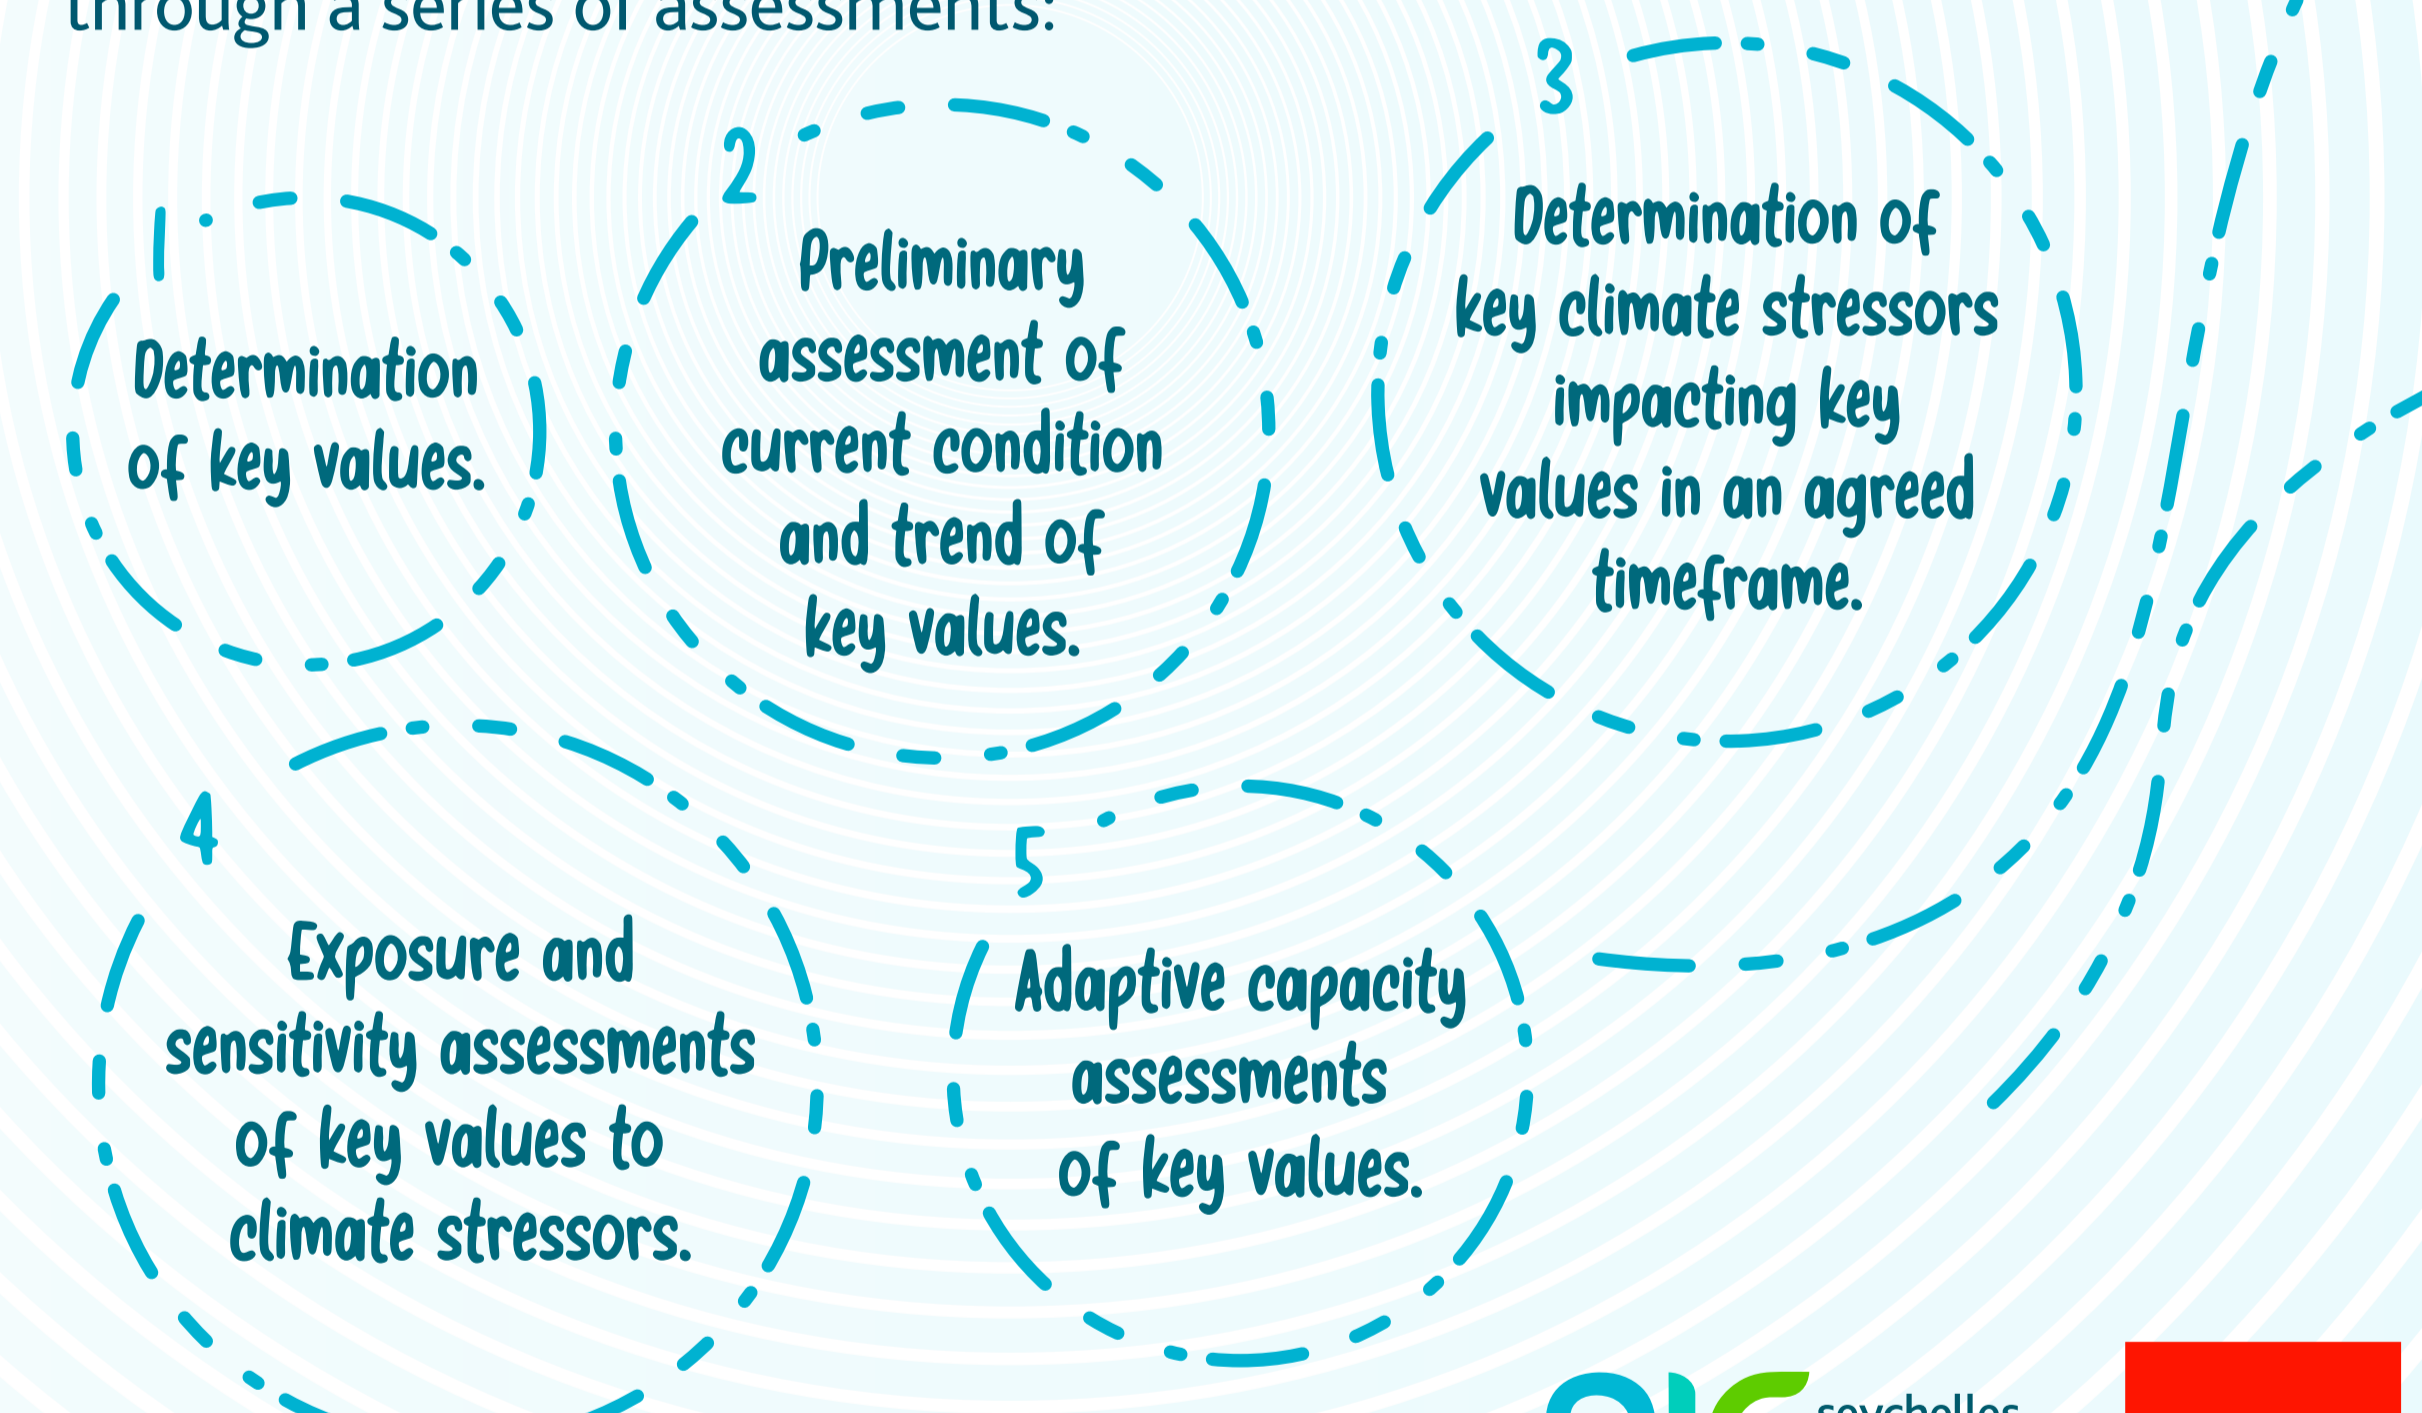 through a series of assessments:
1
Determination
of key values.
2
Preliminary
assessment of
current condition
and trend of
key values.
3
Determination of
key climate stressors
impacting key
values in an agreed
timeframe.
4
Exposure and
sensitivity assessments
of key values to
climate stressors.
5
Adaptive capacity
assessments
of key values.
seychelles